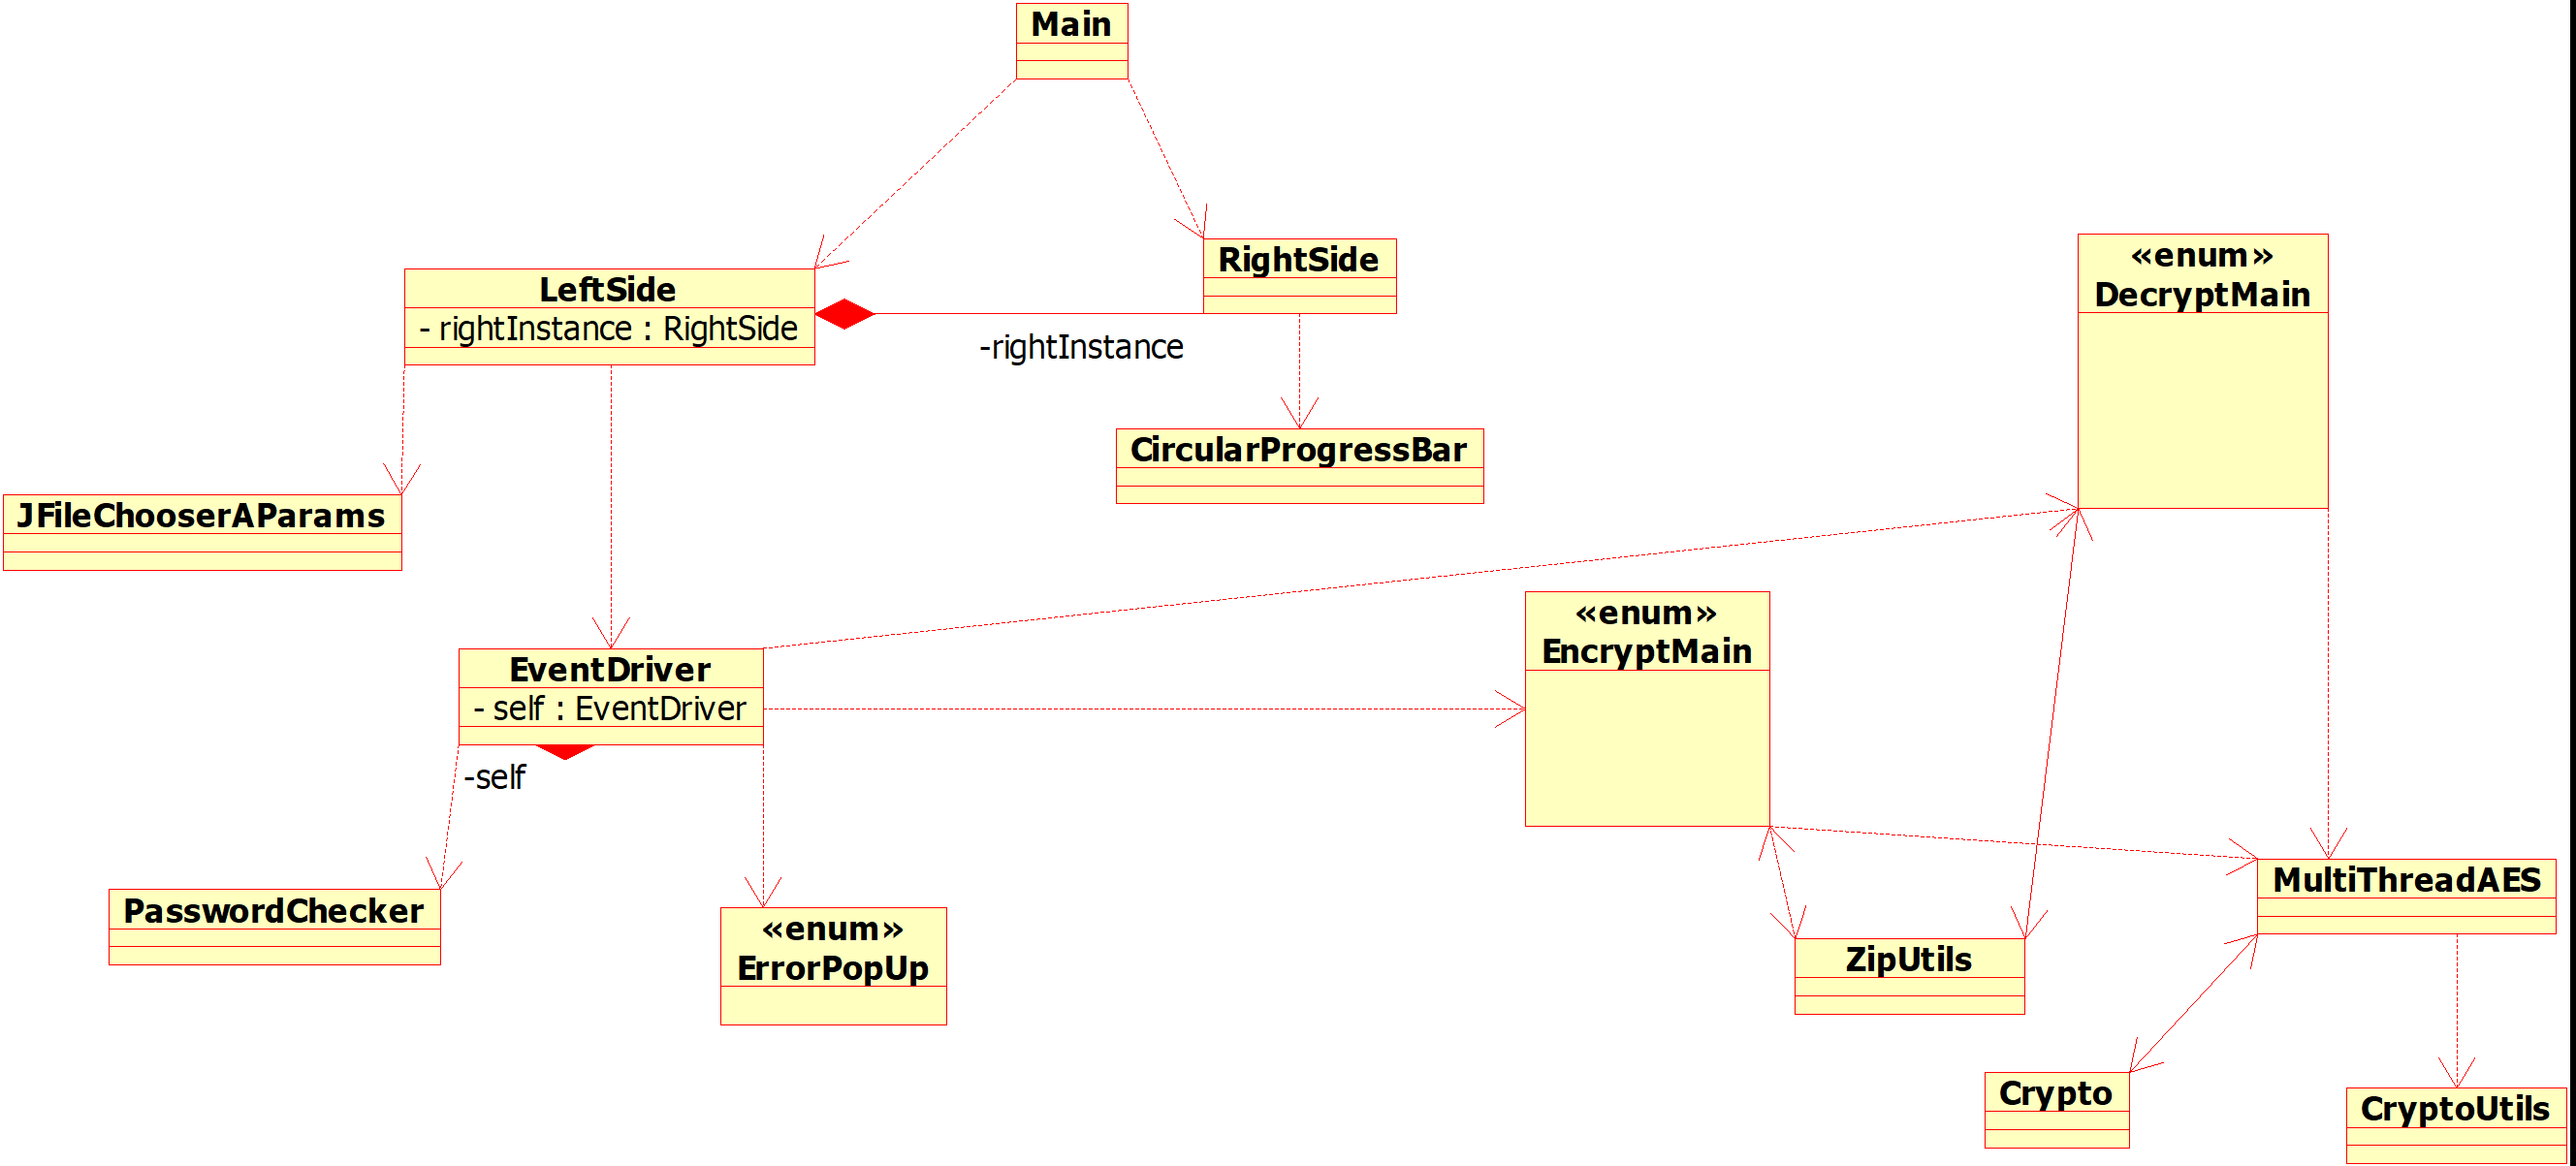 Main
RightSide
«enum»
DecryptMain
LeftSide
- rightInstance : RightSide
-rightInstance
CircularProgressBar
JFileChooserAParams
«enum»
EncryptMain
EventDriver
- self : EventDriver
-self
MultiThreadAES
PasswordChecker
«enum»
ErrorPopUp
ZipUtils
Crypto
CryptoUtils